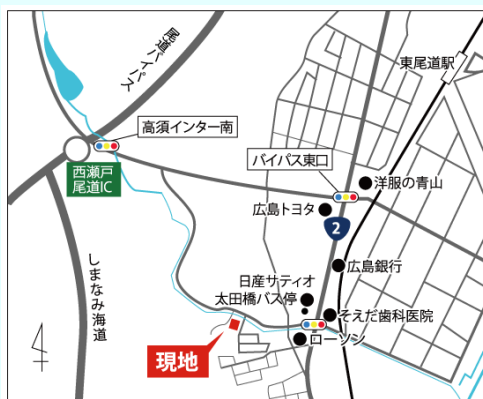 尾道バイパス
東尾道駅
高須インター南
バイパス東口
西瀬戸
尾道IC
洋服の青山
広島トヨタ
2
しまなみ海道
広島銀行
日産サティオ
太田橋バス停
そえだ歯科医院
ローソン
現地